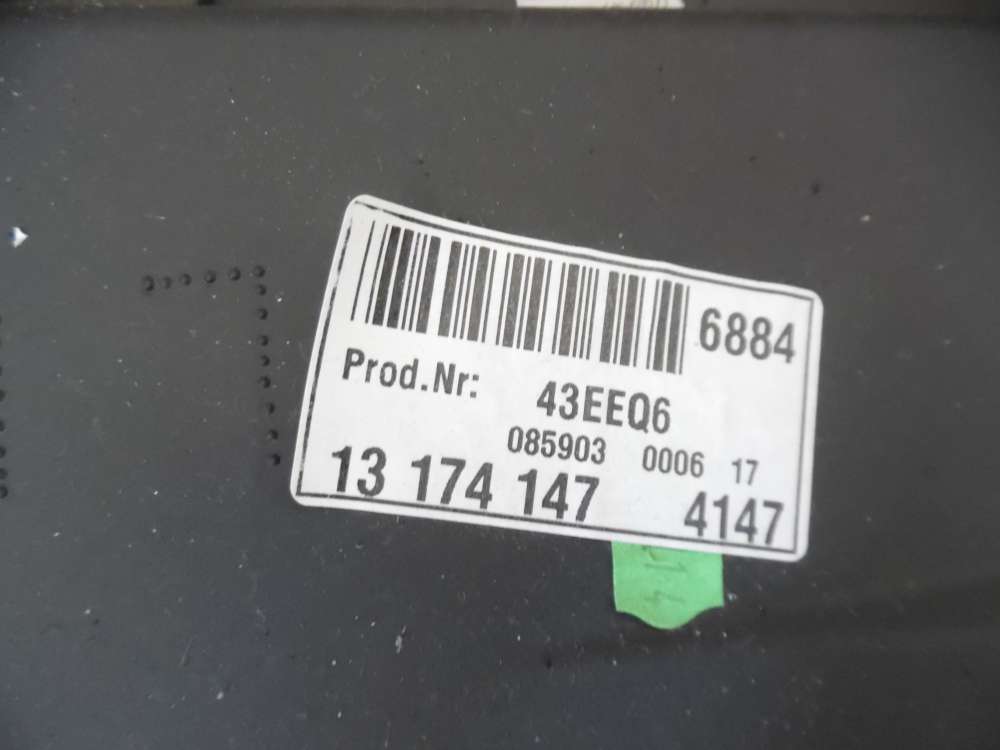 6884
Prod.Nr: 43EEQ6
085903 0006 17
13 174 147 4147